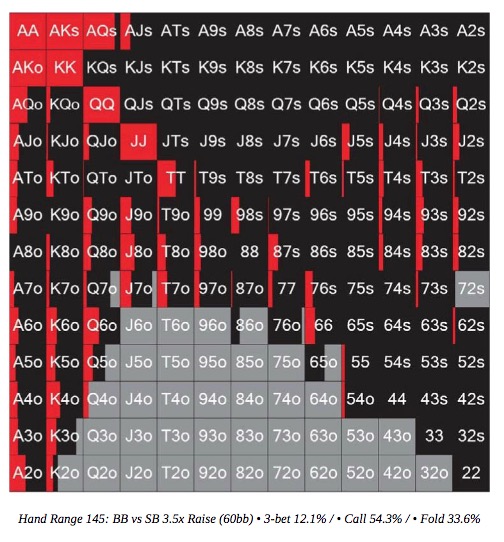 AA AKs AQs AJs ATs A9s A8s A7s A6s A5s A4s A3s A2s
AKo KK KQs KJs KTs K9s K8s K7s K6s K5s K4s K3s K2s
AQo KQo QQ QJs QTs Q9s Q8s Q7s Q6s Q5s Q4s Q3s Q2s
AJo KJo QJo JJ JTs J9s J8s J7s J6s J5s J4s J3s J2s
ATo KTo QTo JTo TT T9s T8s T7s T6s T5s T4s T3s T2s
A9o K9o Q9o J9o T9o 99 98s 97s 96s 95s 94s 93s 92s
A8o K8o Q8o J8o T8o 98o 88 87s 86s 85s 84s 83s 82s
A7o K7o Q7o J7o T7o 97o 87o 77 76s 75s 74s 73s 72s
A6o K6o Q6o J6o T6o 96o 86o 76o 66 65s 64s 63s 62s
A5o K5o Q5o J5o T5o 95o 85o 75o 65o 55 54s 53s 52s
A4o K4o Q4o J4o T4o 94o 84o 74o 64o 54o 44 43s 42s
A3o K3o Q3o J3o T3o 93o 83o 73o 63o 53o 43o 33 32s
A2o K2o Q2o J2o T2o 92o 82o 72o 62o 52o 42o 32o 22
Hand Range 145: BB vs SB 3.5x Raise (60bb) • 3-bet 12.1% / • Call 54.3% / • Fold 33.6%